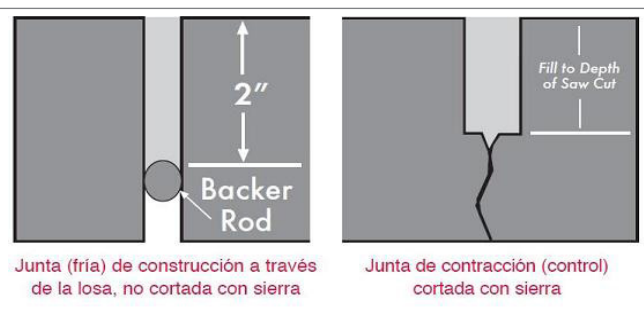 2"
Backer
Rod
Fill to Depth
of Saw Cut
Junta (fría) de construcción a través
de la losa, no cortada con sierra
Junta de contracción (control)
cortada con sierra